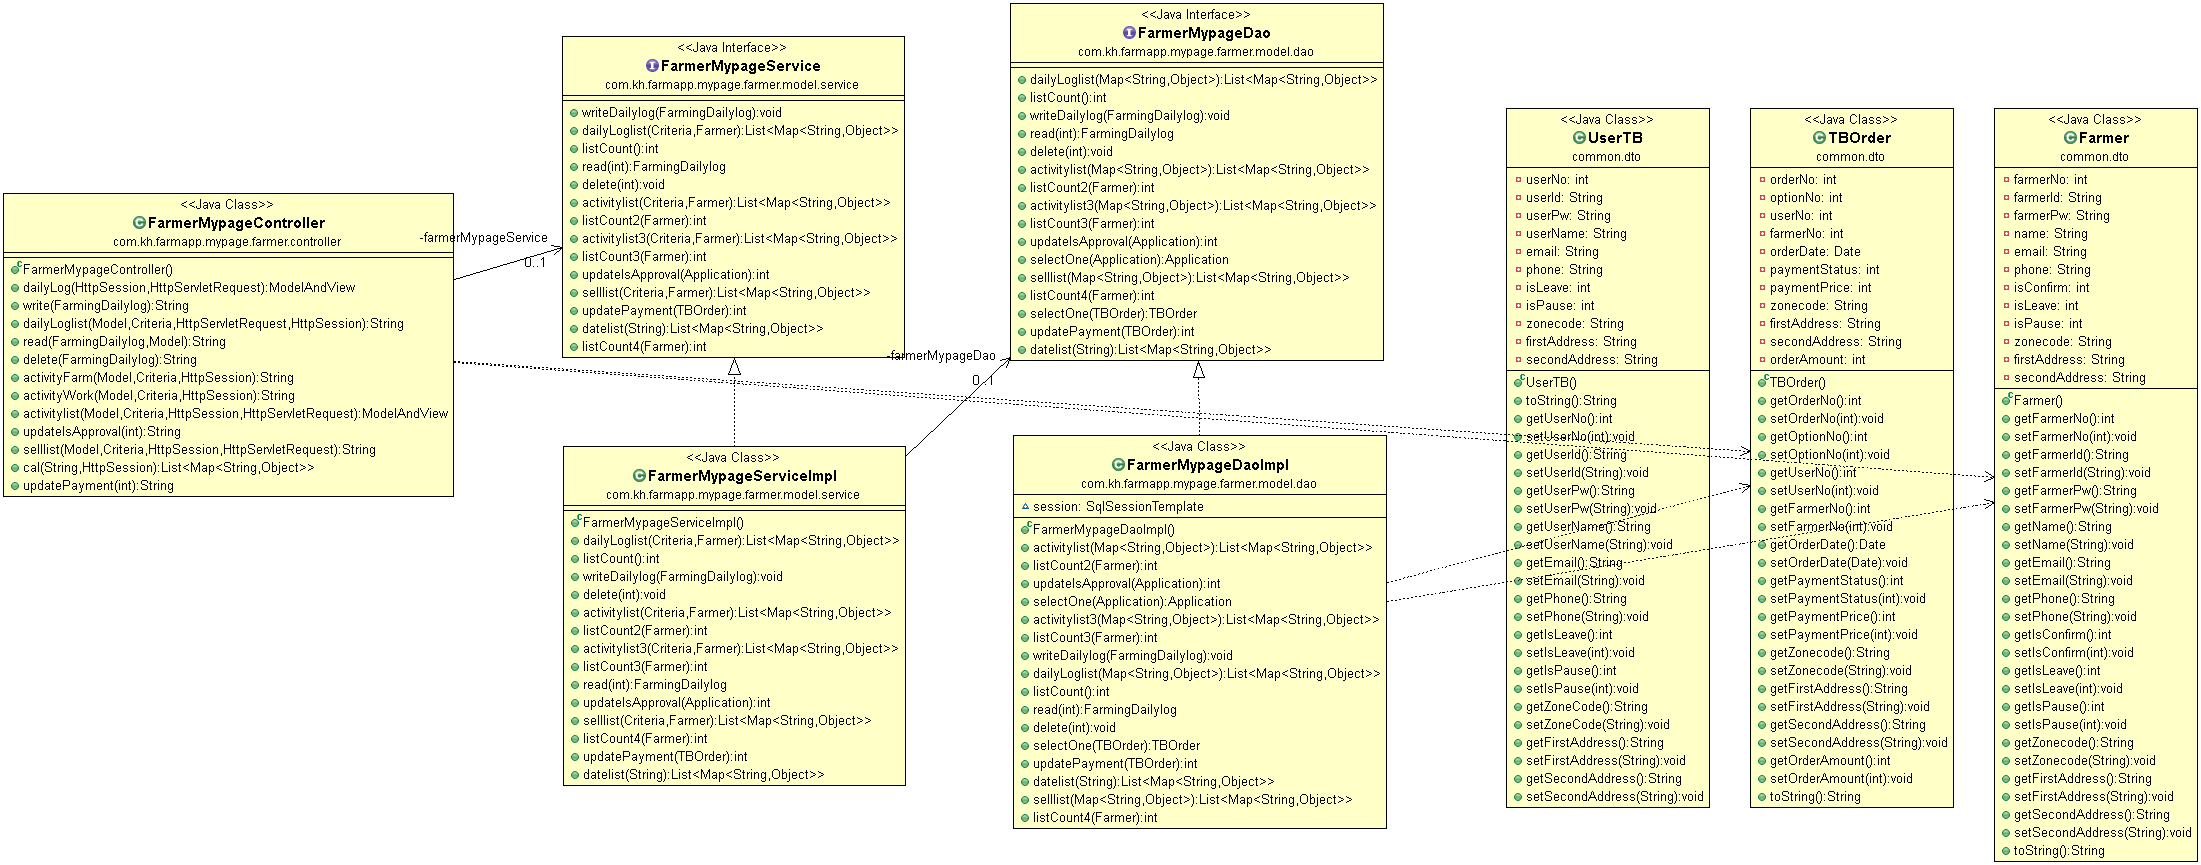 <<Java Class>>
FarmerMypageController
com.kh.farmapp.mypage.farmer.controller
FarmerMypageController()
dailyLog(HttpSession,HttpServletRequest):ModelAndView
write(FarmingDailylog):String
dailyLoglist(Model,Criteria,HttpServletRequest,HttpSession):String
read(FarmingDailylog,Model):String
delete(FarmingDailylog):String
activityFarm(Model,Criteria,HttpSession):String
activityWork(Model,Criteria,HttpSession):String
activitylist(Model,Criteria,HttpSession,HttpServletRequest):ModelAndView
updateIsApproval(int):String
selllist(Model,Criteria,HttpSession,HttpServletRequest):String
cal(String,HttpSession):List<Map<String,Object>>
updatePayment(int):String
-farmerMypageService
0..1
<<Java Interface>>
FarmerMypageService
com.kh.farmapp.mypage.farmer.model.service
writeDailylog(FarmingDailylog):void
dailyLoglist(Criteria,Farmer):List<Map<String,Object>>
listCount():int
read(int):FarmingDailylog
delete(int):void
activitylist(Criteria,Farmer):List<Map<String,Object>>
listCount2(Farmer):int
activitylist3(Criteria,Farmer):List<Map<String,Object>>
listCount3(Farmer):int
updateIsApproval(Application):int
selllist(Criteria,Farmer):List<Map<String,Object>>
updatePayment(TBOrder):int
datelist(String):List<Map<String,Object>>
listCount4(Farmer):int
<<Java Class>>
FarmerMypageServiceImpl
com.kh.farmapp.mypage.farmer.model.service
FarmerMypageServiceImpl()
dailyLoglist(Criteria,Farmer):List<Map<String,Object>>
listCount():int
writeDailylog(FarmingDailylog):void
delete(int):void
activitylist(Criteria,Farmer):List<Map<String,Object>>
listCount2(Farmer):int
activitylist3(Criteria,Farmer):List<Map<String,Object>>
listCount3(Farmer):int
read(int):FarmingDailylog
updateIsApproval(Application):int
selllist(Criteria,Farmer):List<Map<String,Object>>
listCount4(Farmer):int
updatePayment(TBOrder):int
datelist(String):List<Map<String,Object>>
-farmerMypageDao
0..1
<<Java Interface>>
FarmerMypageDao
com.kh.farmapp.mypage.farmer.model.dao
dailyLoglist(Map<String,Object>):List<Map<String,Object>>
listCount():int
writeDailylog(FarmingDailylog):void
read(int):FarmingDailylog
delete(int):void
activitylist(Map<String,Object>):List<Map<String,Object>>
listCount2(Farmer):int
activitylist3(Map<String,Object>):List<Map<String,Object>>
listCount3(Farmer):int
updateIsApproval(Application):int
selectOne(Application):Application
selllist(Map<String,Object>):List<Map<String,Object>>
listCount4(Farmer):int
selectOne(TBOrder):TBOrder
updatePayment(TBOrder):int
datelist(String):List<Map<String,Object>>
<<Java Class>>
FarmerMypageDaoImpl
com.kh.farmapp.mypage.farmer.model.dao
session: SqlSessionTemplate
FarmerMypageDaoImpl()
activitylist(Map<String,Object>):List<Map<String,Object>>
listCount2(Farmer):int
updateIsApproval(Application):int
selectOne(Application):Application
activitylist3(Map<String,Object>):List<Map<String,Object>>
listCount3(Farmer):int
writeDailylog(FarmingDailylog):void
dailyLoglist(Map<String,Object>):List<Map<String,Object>>
listCount():int
read(int):FarmingDailylog
delete(int):void
selectOne(TBOrder):TBOrder
updatePayment(TBOrder):int
datelist(String):List<Map<String,Object>>
selllist(Map<String,Object>):List<Map<String,Object>>
listCount4(Farmer):int
<<Java Class>>
UserTB
common.dto
userNo: int
userId: String
userPw: String
userName: String
email: String
phone: String
isLeave: int
isPause: int
zonecode: String
firstAddress: String
secondAddress: String
UserTB()
toString():String
getUserNo():int
setUserNo(int):void
getUserId():String
setUserId(String):void
getUserPw():String
setUserPw(String):void
getUserName():String
setUserName(String):void
getEmail():String
setEmail(String):void
getPhone():String
setPhone(String):void
getIsLeave():int
setIsLeave(int):void
getIsPause():int
setIsPause(int):void
getZoneCode():String
setZoneCode(String):void
getFirstAddress():String
setFirstAddress(String):void
getSecondAddress():String
setSecondAddress(String):void
<<Java Class>>
TBOrder
common.dto
orderNo: int
optionNo: int
userNo: int
farmerNo: int
orderDate: Date
paymentStatus: int
paymentPrice: int
zonecode: String
firstAddress: String
secondAddress: String
orderAmount: int
TBOrder()
getOrderNo():int
setOrderNo(int):void
getOptionNo():int
setOptionNo(int):void
getUserNo():int
setUserNo(int):void
getFarmerNo():int
setFarmerNo(int):void
getOrderDate():Date
setOrderDate(Date):void
getPaymentStatus():int
setPaymentStatus(int):void
getPaymentPrice():int
setPaymentPrice(int):void
getZonecode():String
setZonecode(String):void
getFirstAddress():String
setFirstAddress(String):void
getSecondAddress():String
setSecondAddress(String):void
getOrderAmount():int
setOrderAmount(int):void
toString():String
<<Java Class>>
Farmer
common.dto
farmerNo: int
farmerId: String
farmerPw: String
name: String
email: String
phone: String
isConfirm: int
isLeave: int
isPause: int
zonecode: String
firstAddress: String
secondAddress: String
Farmer()
getFarmerNo():int
setFarmerNo(int):void
getFarmerId():String
setFarmerId(String):void
getFarmerPw():String
setFarmerPw(String):void
getName():String
setName(String):void
getEmail():String
setEmail(String):void
getPhone():String
setPhone(String):void
getIsConfirm():int
setIsConfirm(int):void
getIsLeave():int
setIsLeave(int):void
getIsPause():int
setIsPause(int):void
getZonecode():String
setZonecode(String):void
getFirstAddress():String
setFirstAddress(String):void
getSecondAddress():String
setSecondAddress(String):void
toString():String